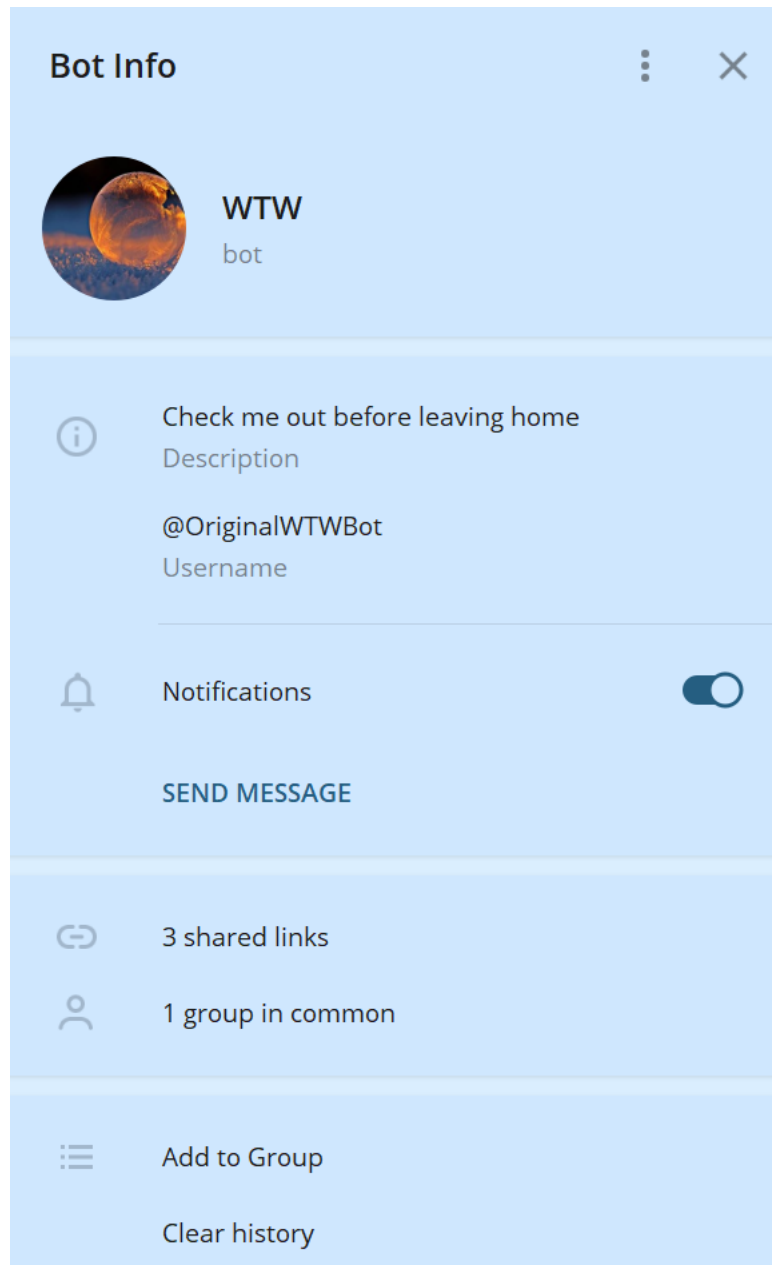 Bot Info
WTW
bot
Check me out before leaving home
Description
@OriginalWTWBot
Username
Notifications
SEND MESSAGE
3 shared links
1 group in common
Add to Group
Clear history